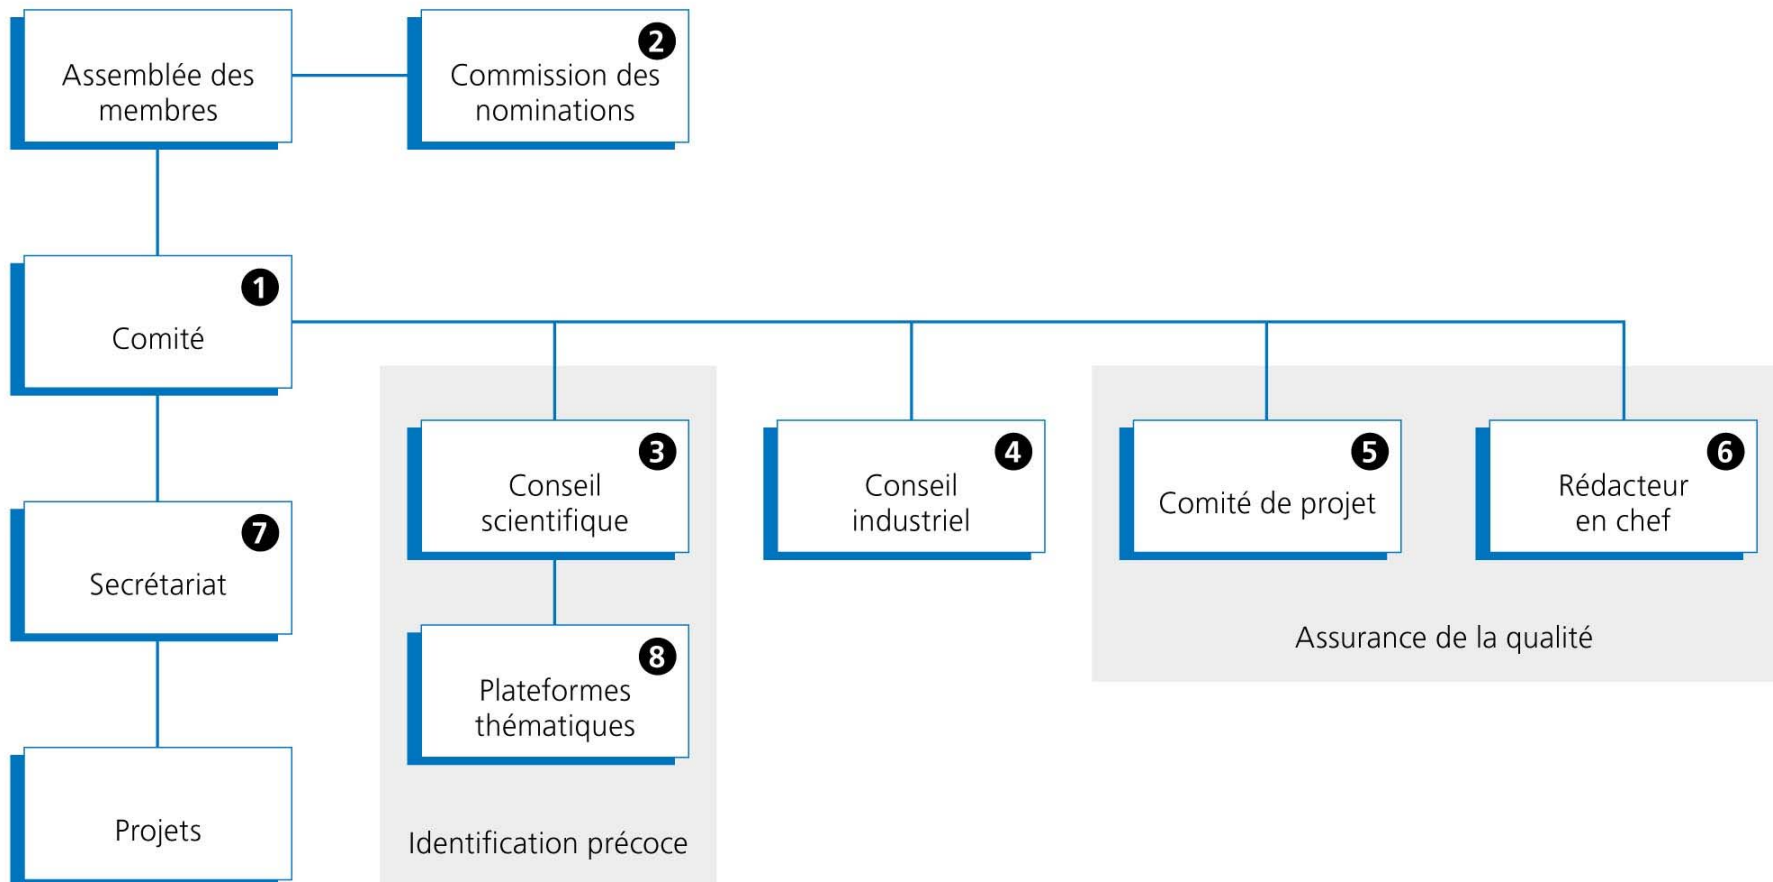 2
Assemblée des
membres
Commission des
nominations
1
Comité
3
Conseil
scientifique
4
Conseil
industriel
5
Comité de projet
6
Rédacteur
en chef
7
Secrétariat
Assurance de la qualité
8
Plateformes
thématiques
Projets
Identification précoce